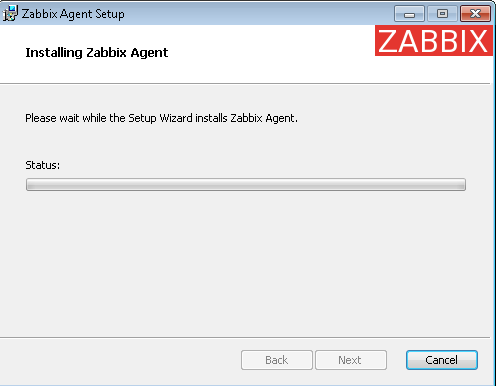 Zabbix Agent Setup
ZABBIX
Installing Zabbix Agent
Please wait while the Setup Wizard installs Zabbix Agent.
Status:
Back
Next
Cancel